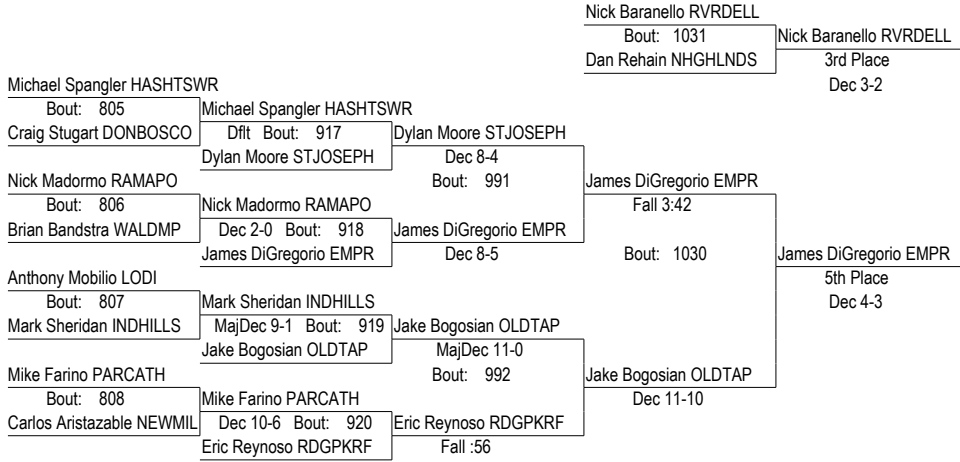 Nick Baranello RVRDELL
Bout: 1031
Nick Baranello RVRDELL
Dan Rehain NHGHLNDS
3rd Place
Dec 3-2
Michael Spangler HASHTSWR
Bout: 805
Michael Spangler HASHTSWR
Craig Stugart DONBOSCO
Dflt Bout: 917
Dylan Moore STJOSEPH
Dylan Moore STJOSEPH
Dec 8-4
Nick Madormo RAMAPO
Bout: 991
James DiGregorio EMPR
Bout: 806
Nick Madormo RAMAPO
Fall 3:42
Brian Bandstra WALDMP
Dec 2-0 Bout: 918
James DiGregorio EMPR
James DiGregorio EMPR
Dec 8-5
Bout: 1030
James DiGregorio EMPR
Anthony Mobilio LODI
5th Place
Bout: 807
Mark Sheridan INDHILLS
Dec 4-3
Mark Sheridan INDHILLS
MajDec 9-1 Bout: 919
Jake Bogosian OLDTAP
Jake Bogosian OLDTAP
MajDec 11-0
Mike Farino PARCATH
Bout: 992
Jake Bogosian OLDTAP
Bout: 808
Mike Farino PARCATH
Dec 11-10
Carlos Aristazable NEWMIL
Dec 10-6 Bout: 920
Eric Reynoso RDGPKRF
Eric Reynoso RDGPKRF
Fall :56